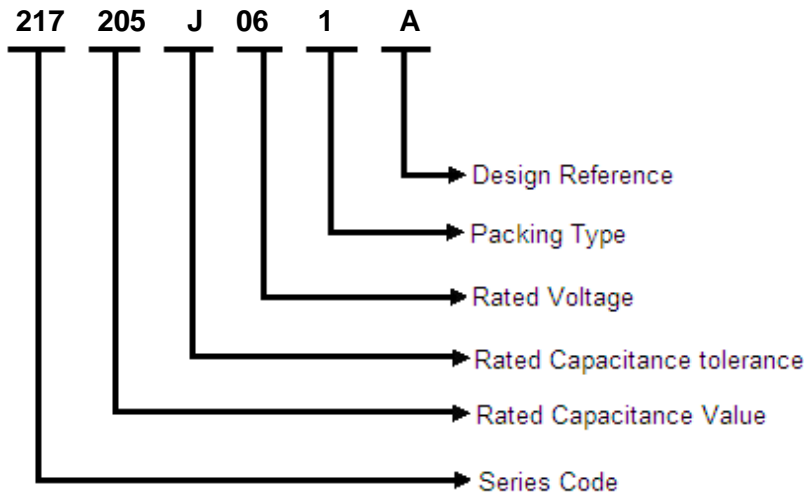 217 205 J 06 1 A
Design Reference
Packing Type
Rated Voltage
Rated Capacitance tolerance
Rated Capacitance Value
Series Code